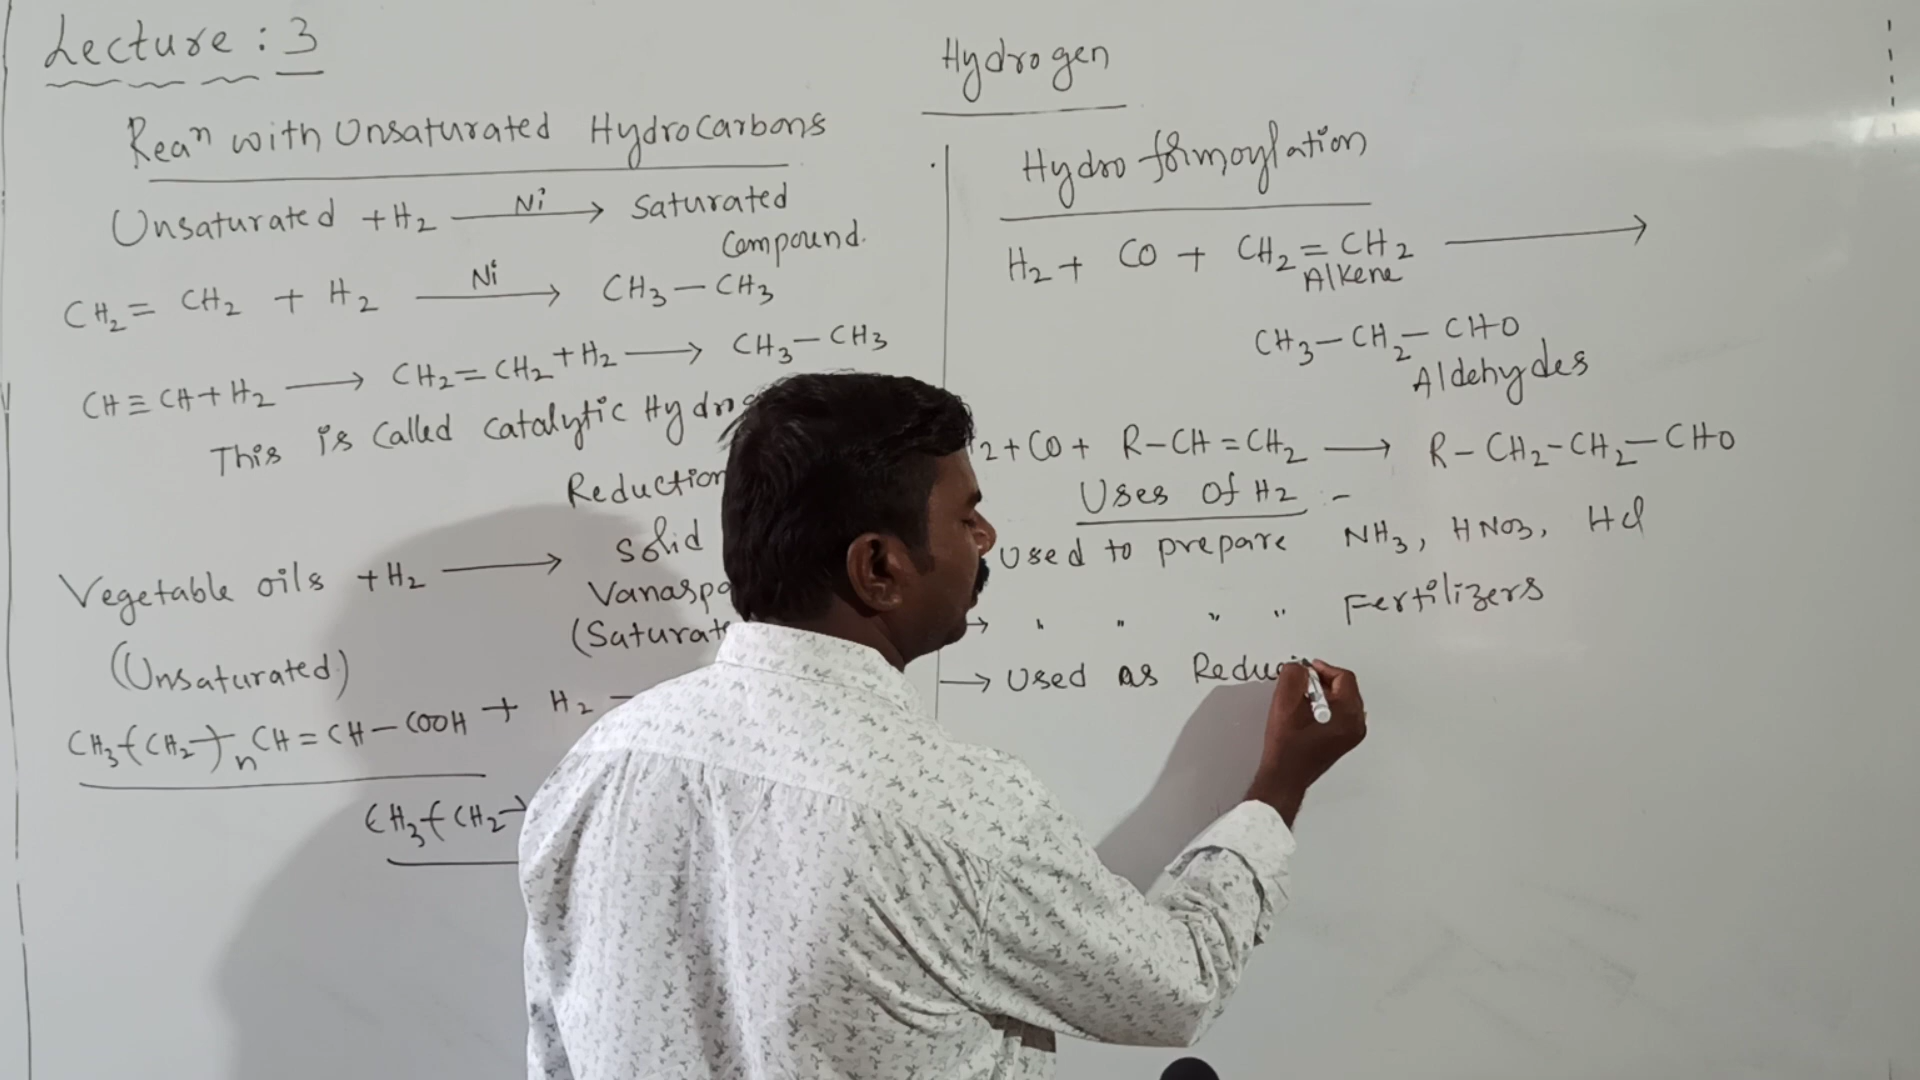 Lecture : 3
Hydrogen
Reaⁿ with Unsaturated HydroCarbons
Unsaturated + H₂ —Ni→ Saturated
Compound.
CH₂ = CH₂ + H₂ —Ni→ CH₃ — CH₃
CH ≡ CH + H₂ → CH₂ = CH₂ + H₂ → CH₃ — CH₃
This is Called Catalytic
Reduction
Vegetable oils + H₂ → Solid
(Unsaturated)
CH₃ (CH₂)n CH = CH — COOH + H₂
CH₃ (CH₂
Hydro formoylation
H₂ + CO + CH₂ = CH₂ →
Alkene
CH₃ — CH₂ — CHO
Aldehydes
₂ + CO + R — CH = CH₂ → R — CH₂ — CH₂ — CHO
Uses Of H₂ : -
Used to prepare NH₃, HNO₃, HCl
→ " " " " Fertilizers
→ Used as